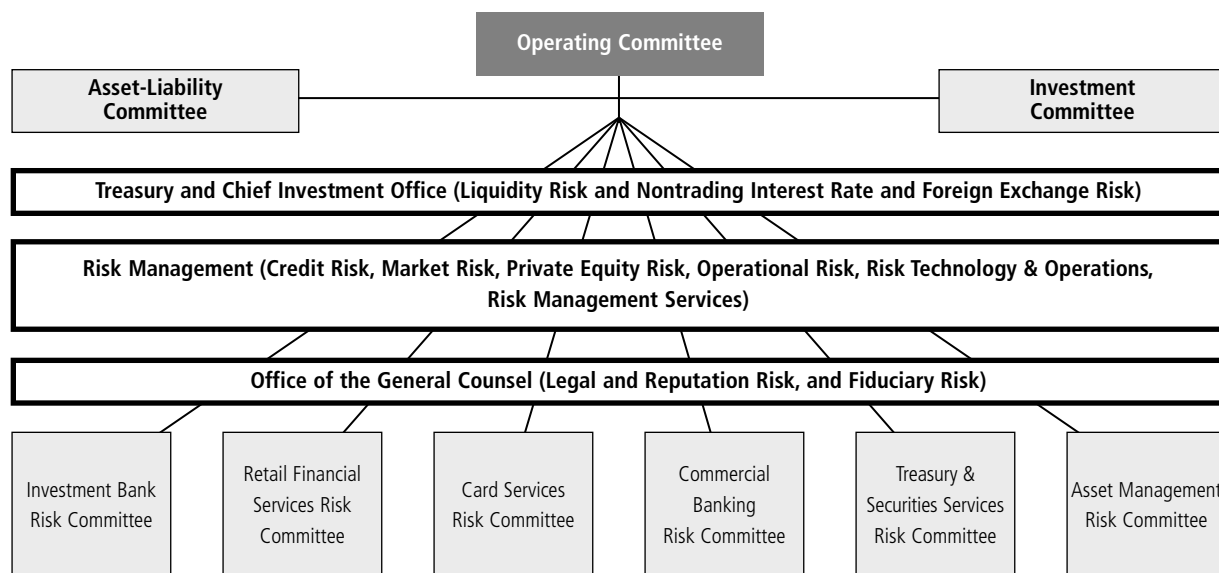 Operating Committee
Asset-Liability
Committee
Investment
Committee
Treasury and Chief Investment Office (Liquidity Risk and Nontrading Interest Rate and Foreign Exchange Risk)
Risk Management (Credit Risk, Market Risk, Private Equity Risk, Operational Risk, Risk Technology & Operations,
Risk Management Services)
Office of the General Counsel (Legal and Reputation Risk, and Fiduciary Risk)
Investment Bank
Risk Committee
Retail Financial
Services Risk
Committee
Card Services
Risk Committee
Commercial
Banking
Risk Committee
Treasury &
Securities Services
Risk Committee
Asset Management
Risk Committee